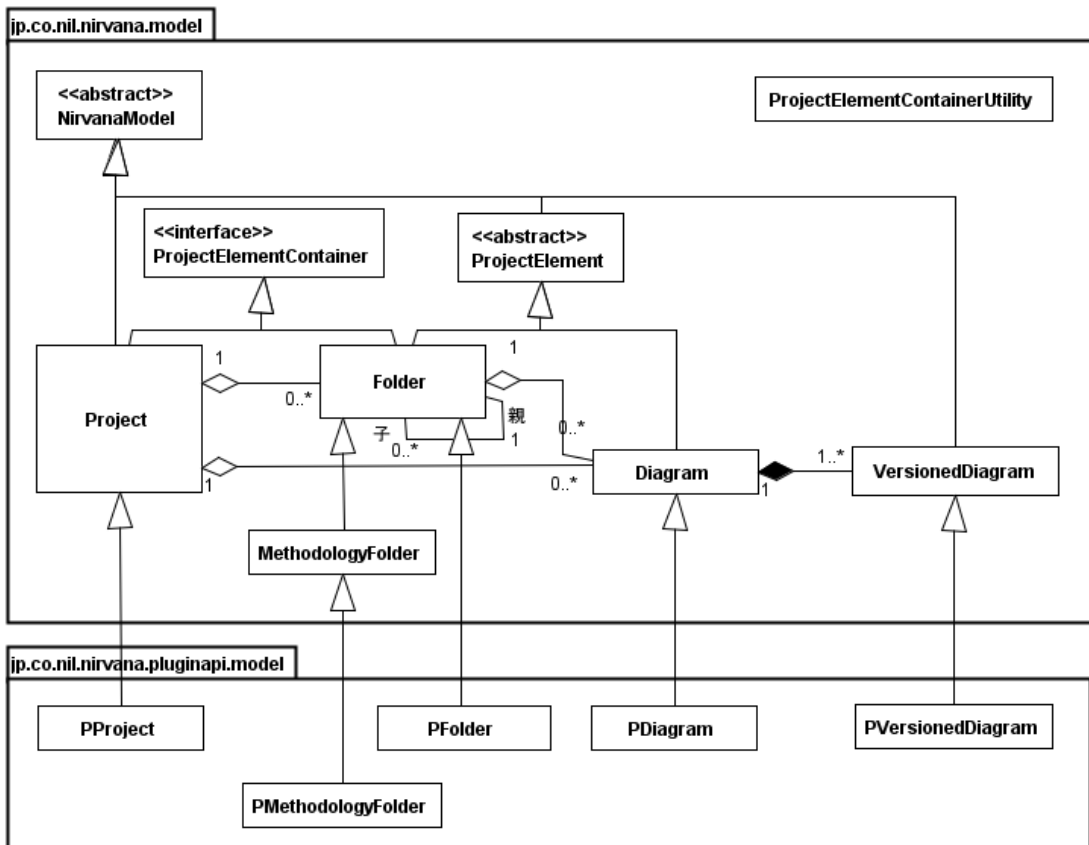 jp.co.nil.nirvana.model
<<abstract>>
NirvanaModel
ProjectElementContainerUtility
<<interface>>
ProjectElementContainer
<<abstract>>
ProjectElement
1
1
Project
Folder
0..*
子
0..*
親
1
0..*
1
0..*
Diagram
1
1..*
VersionedDiagram
MethodologyFolder
jp.co.nil.nirvana.pluginapi.model
PProject
PFolder
PDiagram
PVersionedDiagram
PMethodologyFolder